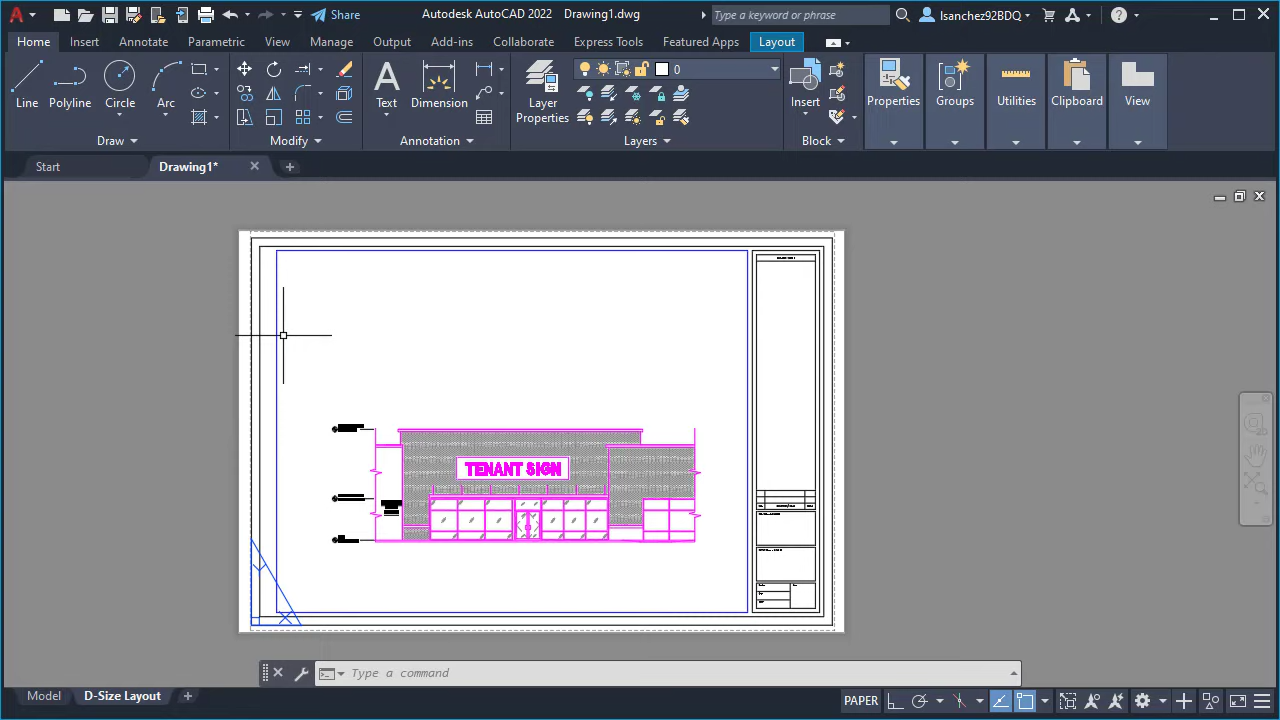 Share
Autodesk AutoCAD 2022 Drawing1.dwg
Type a keyword or phrase
lsanchez92BDQ
Home Insert Annotate Parametric View Manage Output Add-ins Collaborate Express Tools Featured Apps Layout
0
Line Polyline Circle Arc
Text Dimension
Layer Properties
Insert
Properties Groups Utilities Clipboard View
Draw Modify Annotation Layers Block
Start Drawing1*
TENANT SIGN
Y
X
Type a command
Model D-Size Layout
PAPER